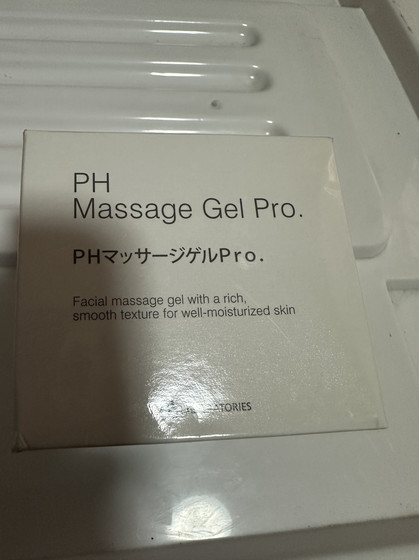 PH
Massage Gel Pro.
PHマッサージゲルPro.
Facial massage gel with a rich,
smooth texture for well-moisturized skin